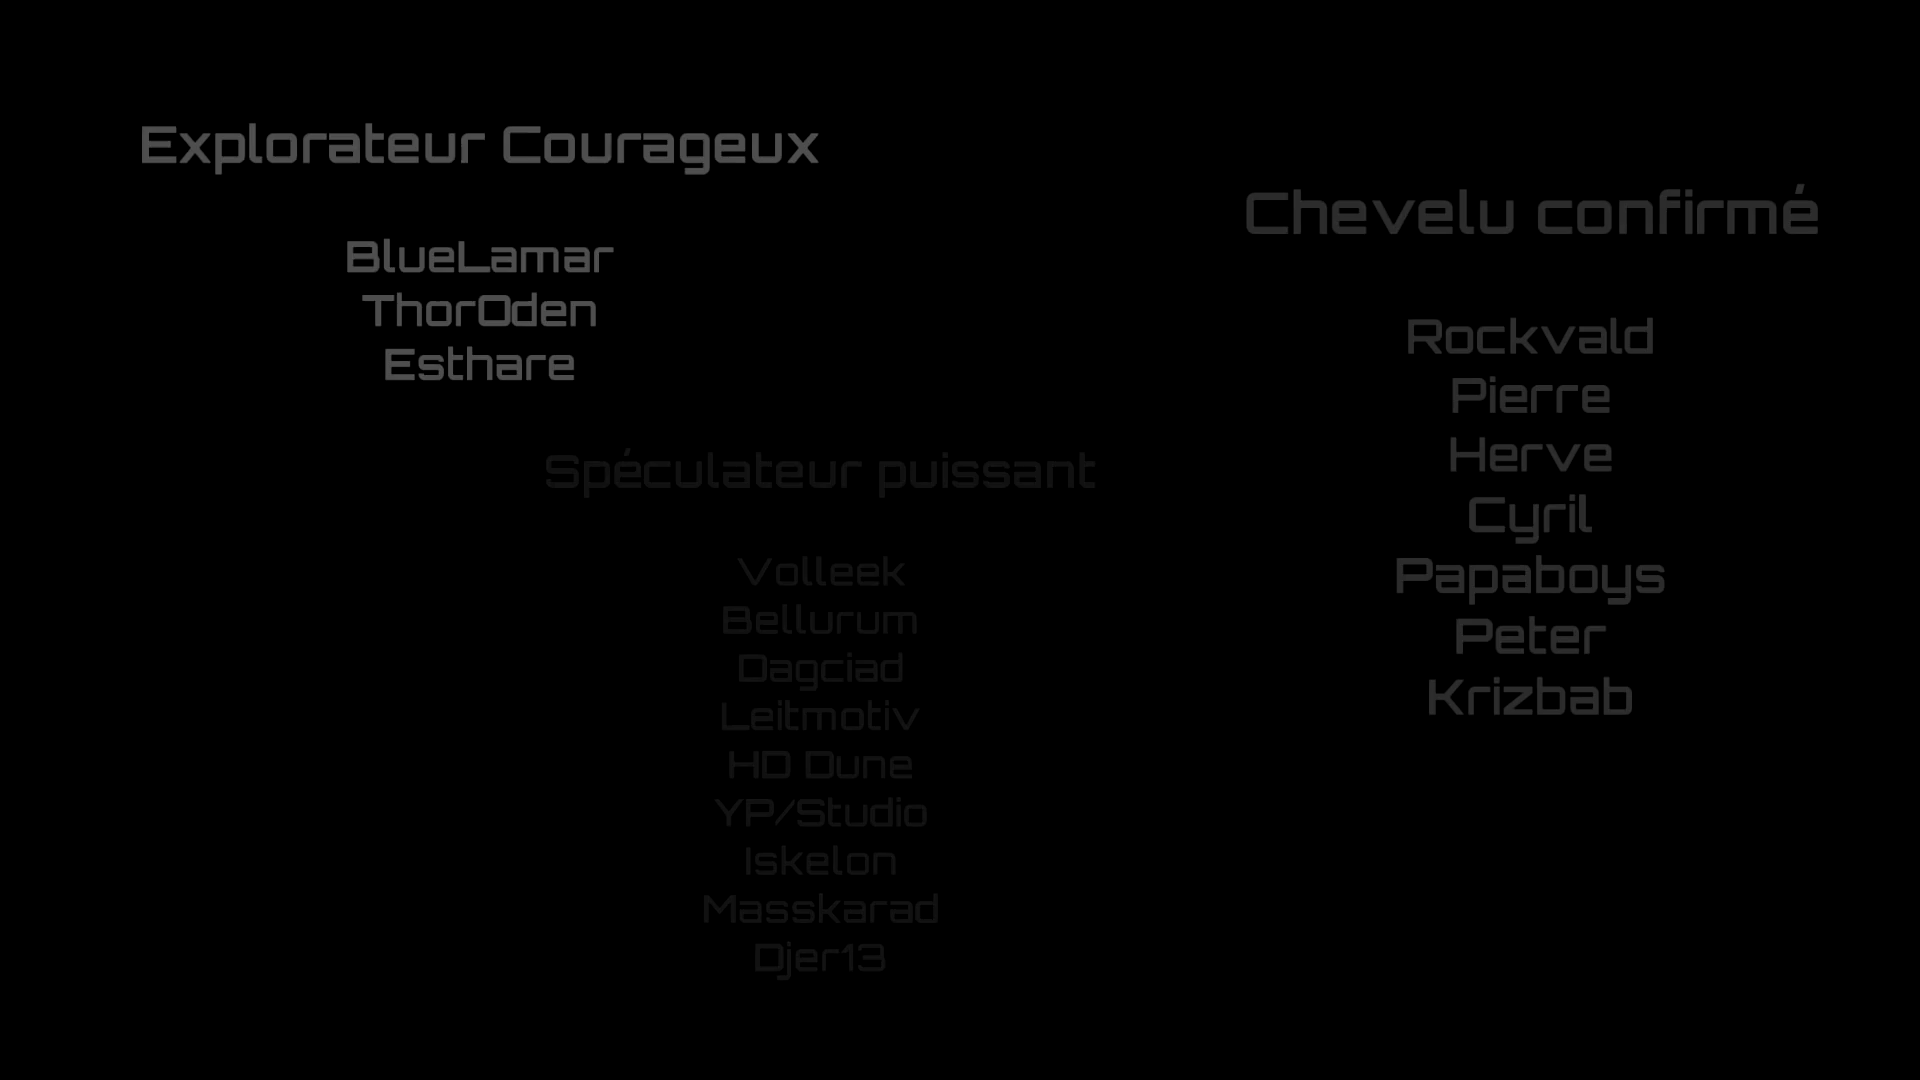 Explorateur Courageux
BlueLamar
ThorOden
Esthare
Spéculateur puissant
Volleek
Bellurum
Dagciad
Leitmotiv
HD Dune
YP/Studio
Iskelon
Masskarad
Djer13
Chevelu confirmé
Rockvald
Pierre
Herve
Cyril
Papaboys
Peter
Krizbab